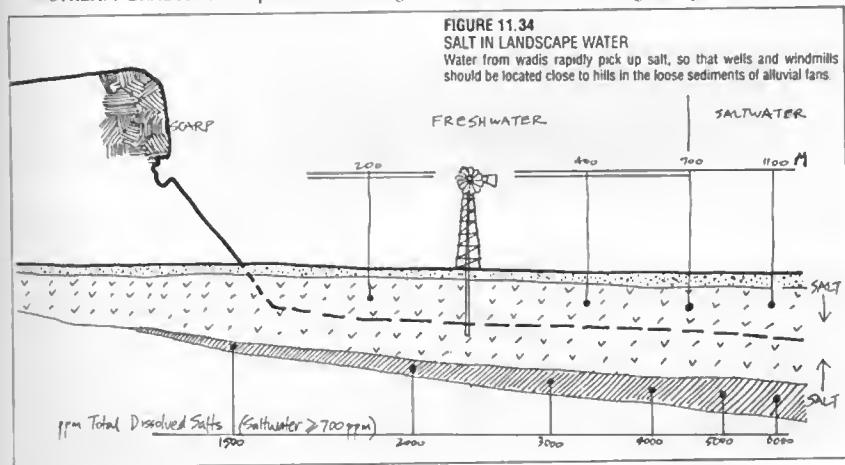 FIGURE 11.34
SALT IN LANDSCAPE WATER
Water from wadis rapidly pick up salt, so that wells and windmills
should be located close to hills in the loose sediments of alluvial fans.
SCARP
FRESHWATER
SALTWATER
200
400
700
1100 M
SALT
SALT
ppm Total Dissolved Salts (Saltwater ⩾ 700 ppm)
1500
2000
3000
4000
5000
6000